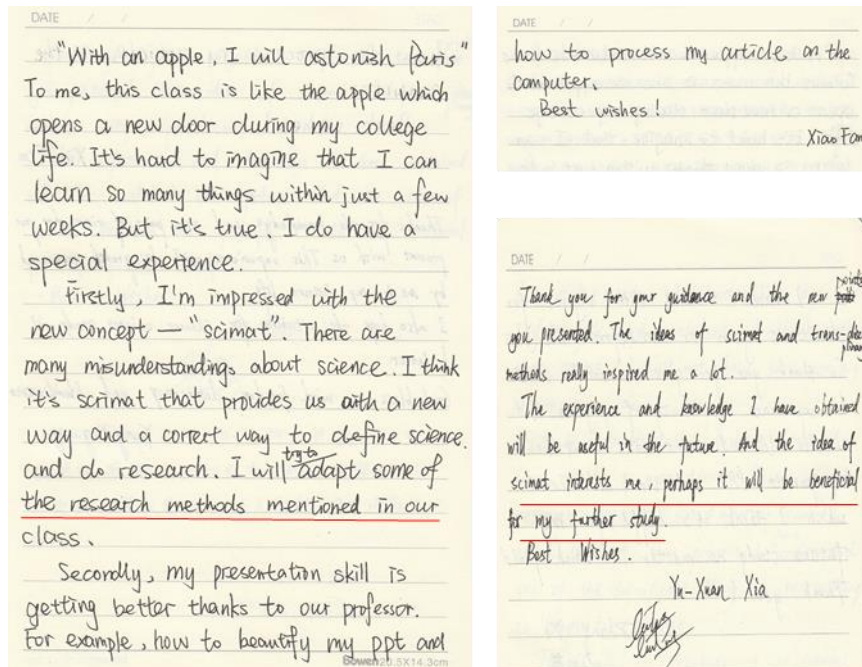 DATE / /
"With an apple, I will astonish Paris"
To me, this class is like the apple which
opens a new door during my college
life. It's hard to imagine that I can
learn so many things within just a few
weeks. But it's true. I do have a
special experience.
Firstly, I'm impressed with the
new concept — "scimat". There are
many misunderstandings about science. I think
it's scrimat that provides us with a new
way and a correct way to define science.
and do research. I will try to adapt some of
the research methods mentioned in our
class.
Secondly, my presentation skill is
getting better thanks to our professor.
For example, how to beautify my ppt and
Bowen20.5X14.3cm
DATE / /
how to process my article on the
computer.
Best wishes!
Xiao Fan
DATE / /
Thank you for your guidance and the new points
you presented. The ideas of scimat and trans-disciplinary
methods really inspired me a lot.
The experience and knowledge I have obtained
will be useful in the future. And the idea of
scimat interests me, perhaps it will be beneficial
for my further study.
Best Wishes.
Yu-Xuan Xia